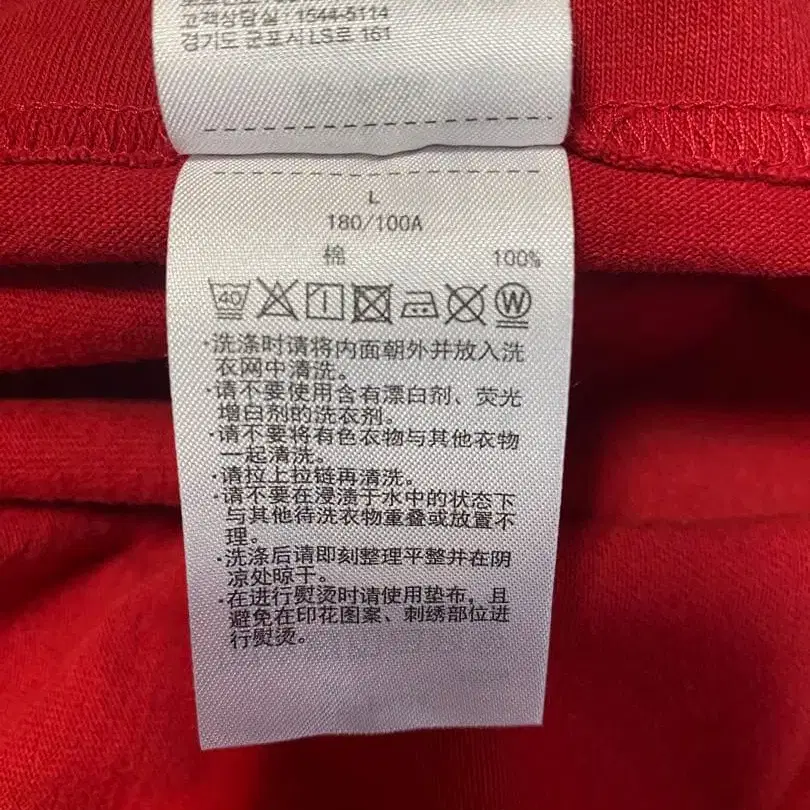 고객상담실: 1544-5114
경기도 군포시 LS로 161
L
180/100A
棉 100%
40 W
·洗涤时请将内面朝外并放入洗
衣网中清洗。
·请不要使用含有漂白剂、荧光
增白剂的洗衣剂。
·请不要将有色衣物与其他衣物
一起清洗。
·请拉上拉链再清洗。
·请不要在浸渍于水中的状态下
与其他待洗衣物重叠或放置不
理。
·洗涤后请即刻整理平整并在阴
凉处晾干。
·在进行熨烫时请使用垫布，且
避免在印花图案、刺绣部位进
行熨烫。